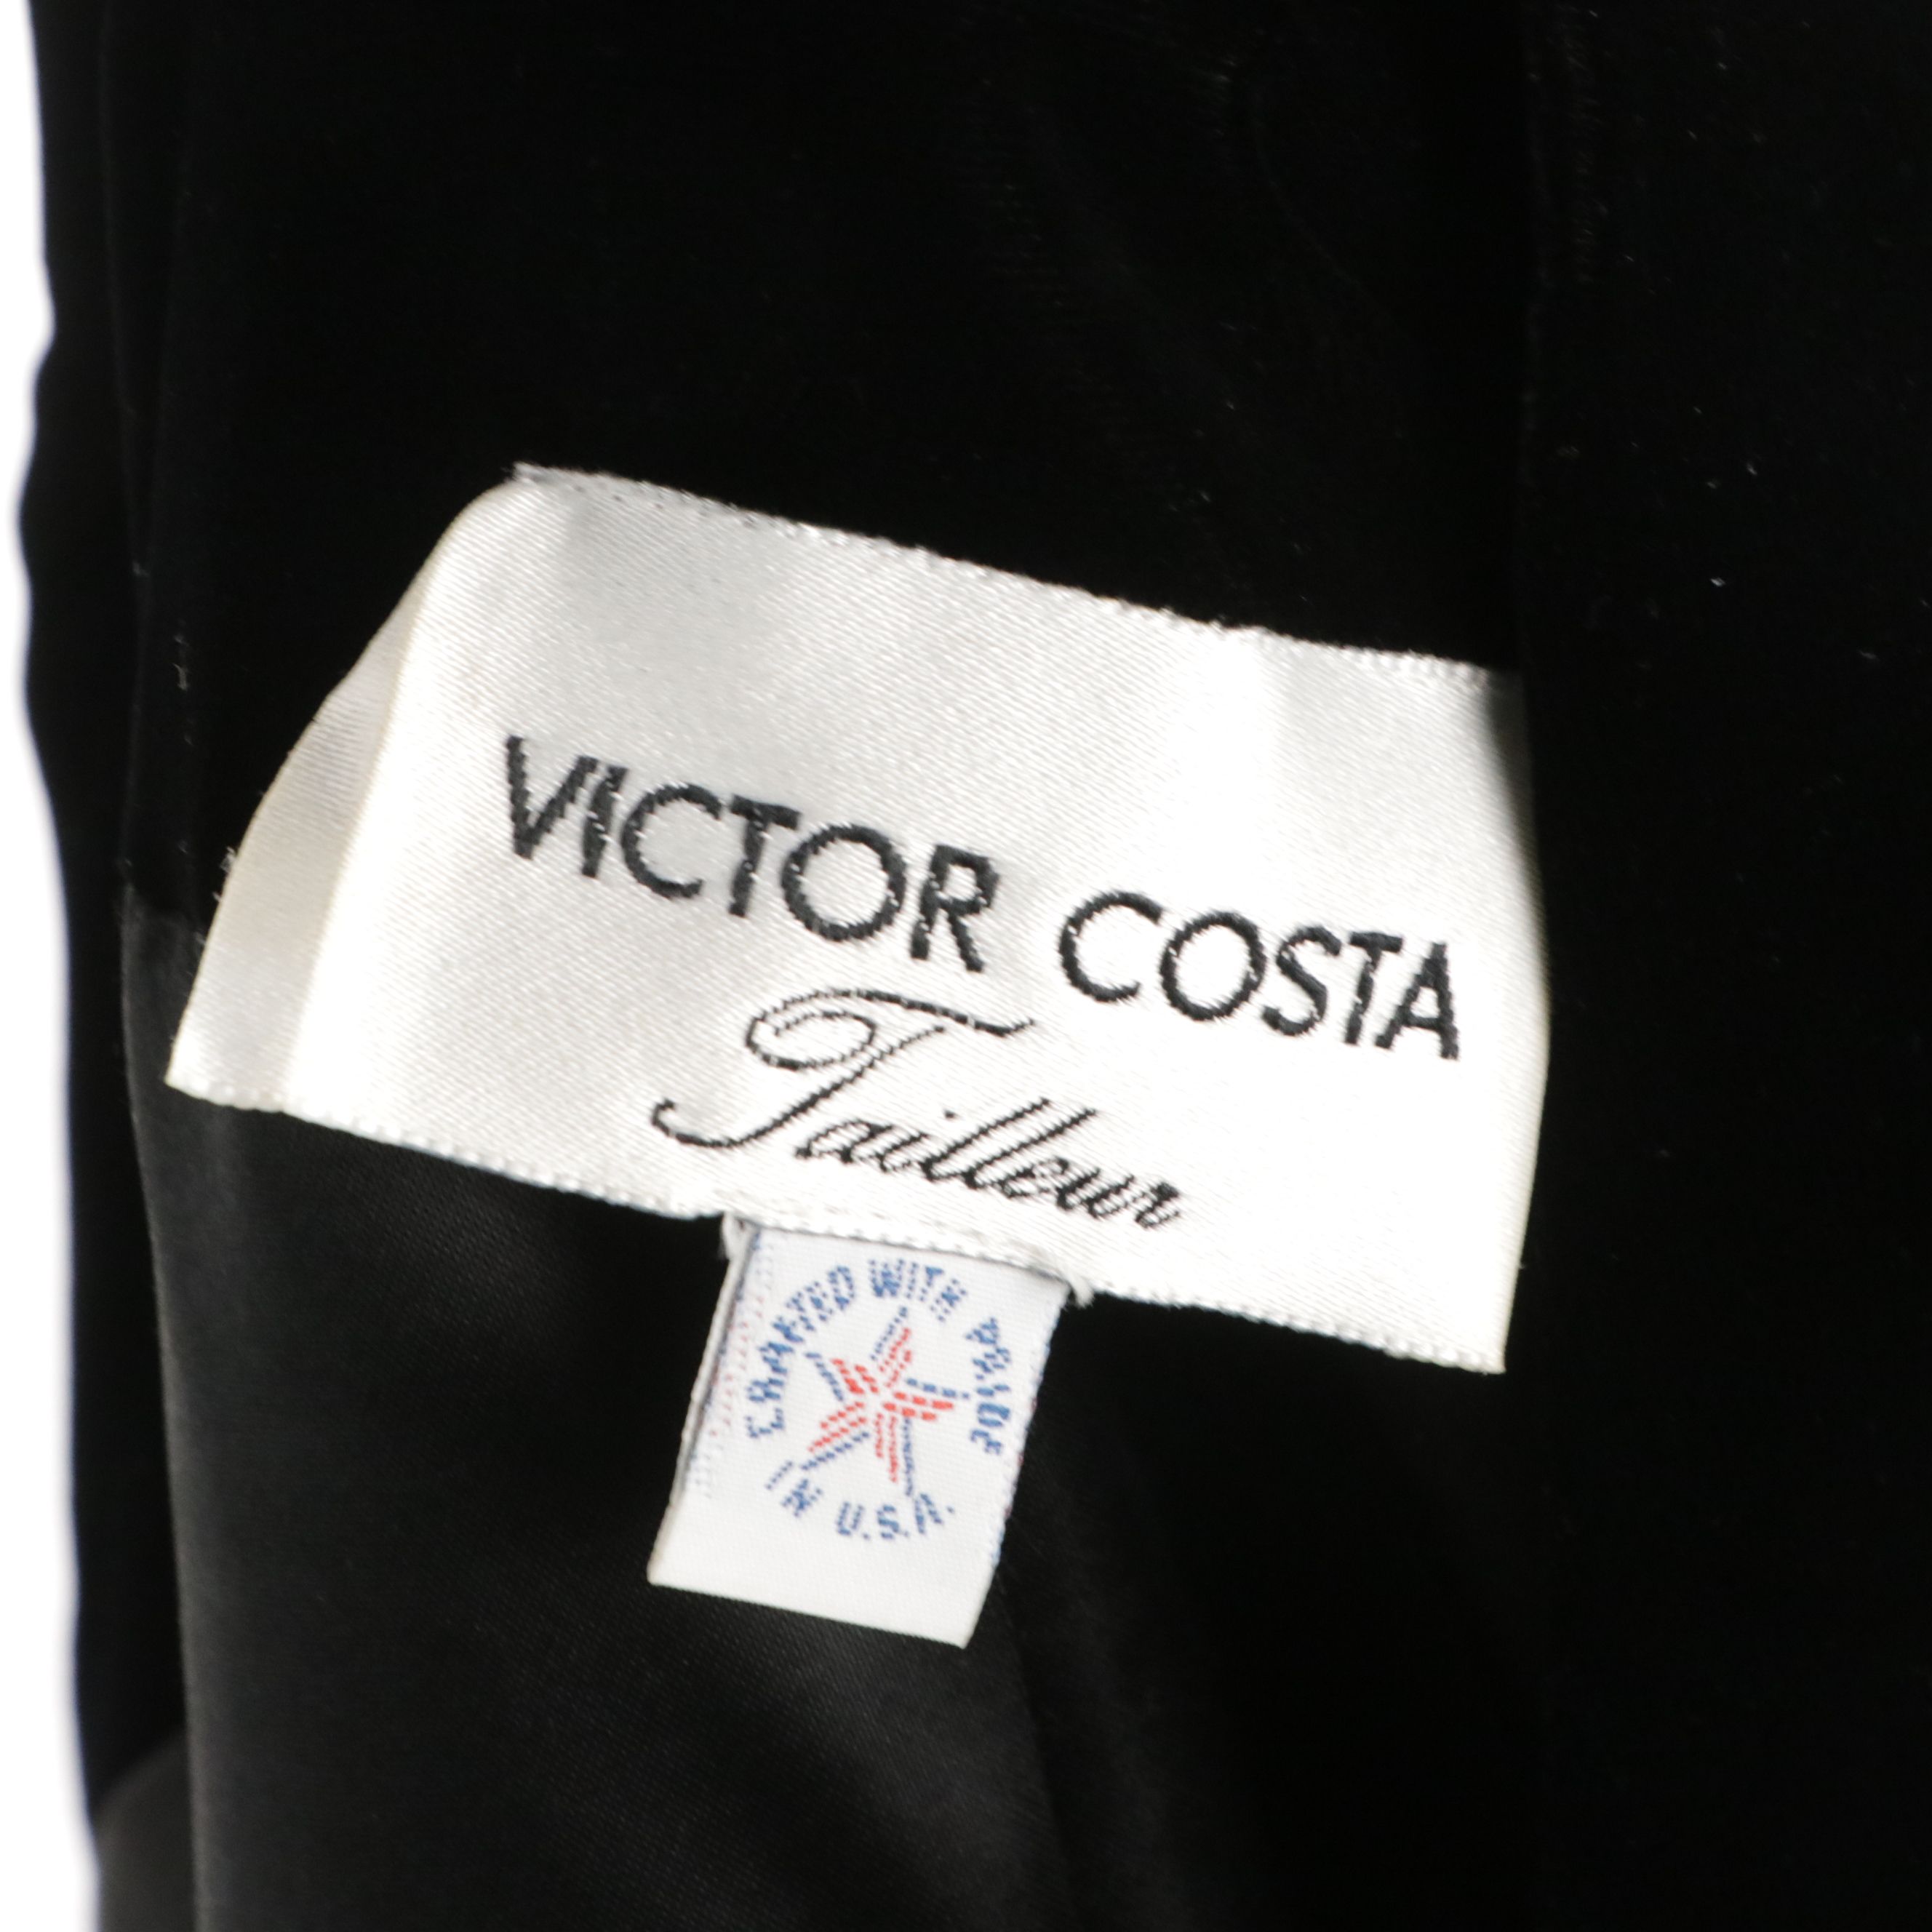 VICTOR COSTA
Tailleur
CRAFTED WITH PRIDE
IN U.S.A.